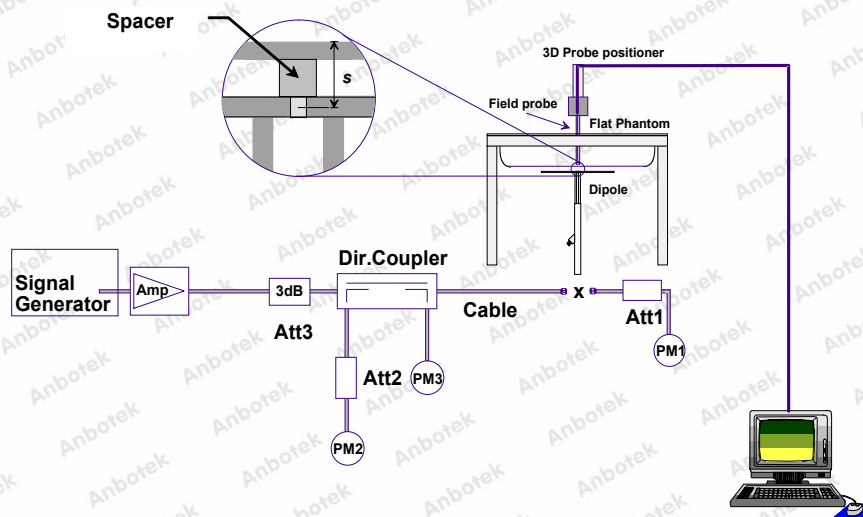 Spacer
s
3D Probe positioner
Field probe
Flat Phantom
Dipole
Signal
Generator
Amp
3dB
Att3
Dir.Coupler
Cable
x
Att1
PM1
Att2
PM3
PM2
Anbotek